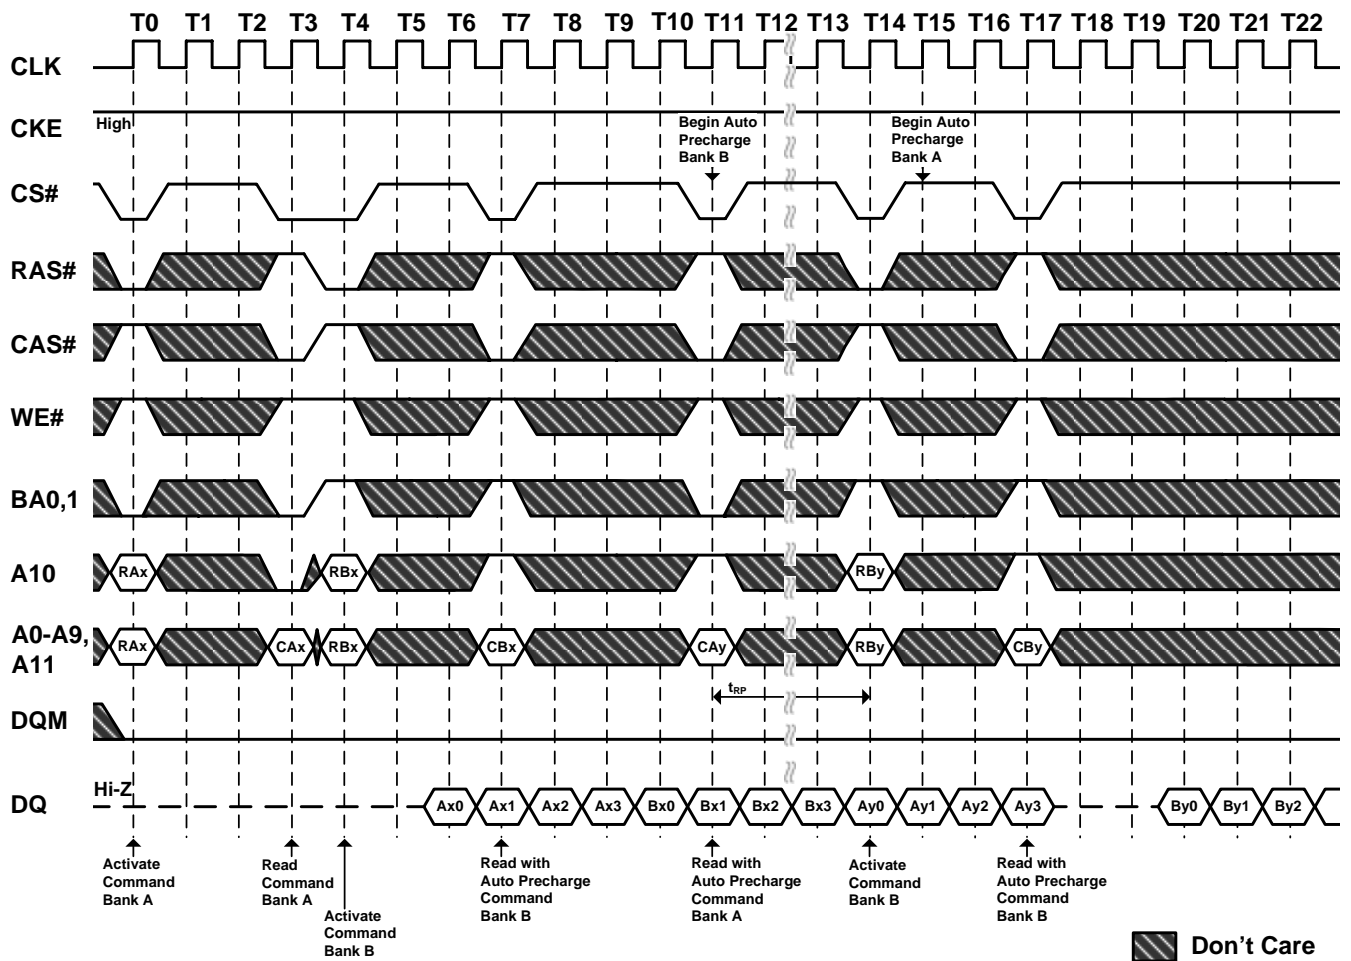 T0 T1 T2 T3 T4 T5 T6 T7 T8 T9 T10 T11 T12 T13 T14 T15 T16 T17 T18 T19 T20 T21 T22
CLK
CKE
High
Begin Auto
Precharge
Bank B
Begin Auto
Precharge
Bank A
CS#
RAS#
CAS#
WE#
BA0,1
A10
RAx RBx RBy
A0-A9,
A11
RAx CAx RBx CBx CAy RBy CBy
tRP
DQM
DQ
Hi-Z
Ax0 Ax1 Ax2 Ax3 Bx0 Bx1 Bx2 Bx3 Ay0 Ay1 Ay2 Ay3 By0 By1 By2
Activate
Command
Bank A
Read
Command
Bank A
Activate
Command
Bank B
Read with
Auto Precharge
Command
Bank B
Read with
Auto Precharge
Command
Bank A
Activate
Command
Bank B
Read with
Auto Precharge
Command
Bank B
Don't Care